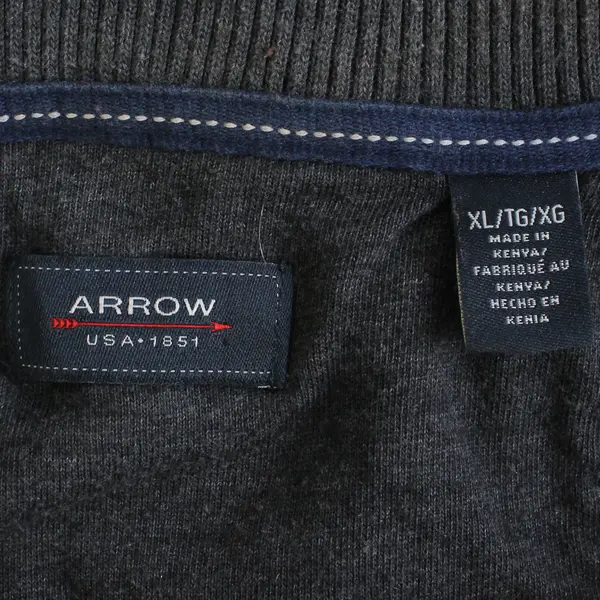 ARROW
USA•1851
XL/TG/XG
MADE IN
KENYA/
FABRIQUÉ AU
KENYA/
HECHO EN
KENIA